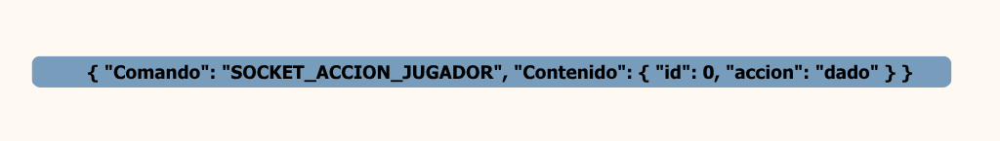 { "Comando": "SOCKET_ACCION_JUGADOR", "Contenido": { "id": 0, "accion": "dado" } }